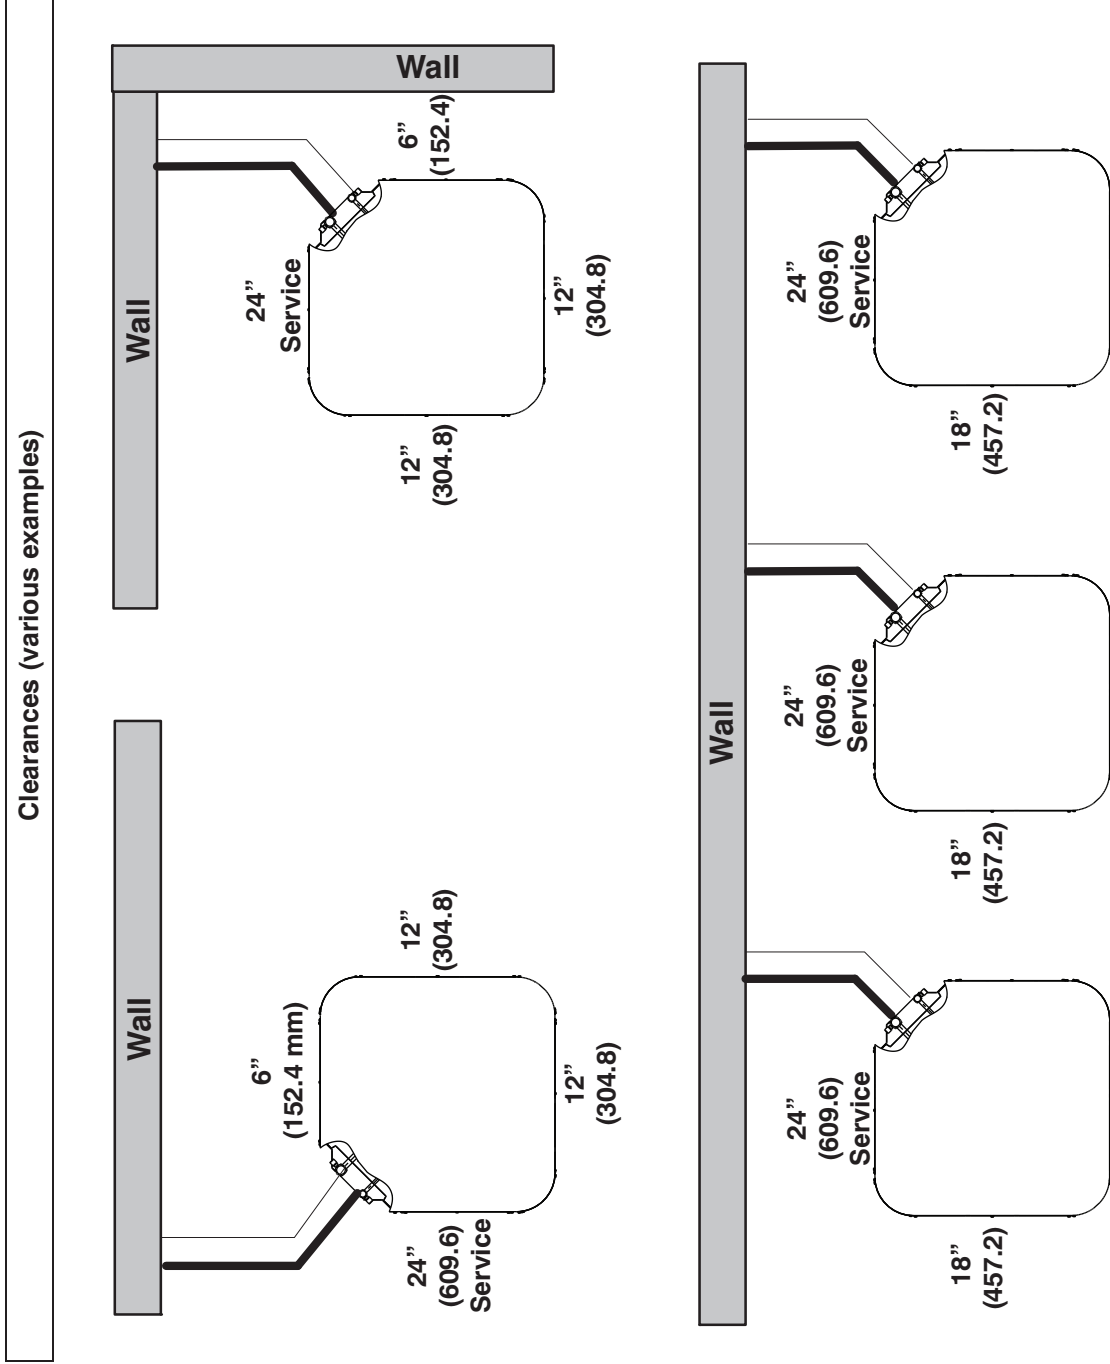 Clearances (various examples)
Wall
6”
(152.4 mm)
24”
(609.6)
Service
12”
(304.8)
12”
(304.8)
Wall
Wall
24”
Service
12”
(304.8)
6”
(152.4)
12”
(304.8)
Wall
24”
(609.6)
Service
18”
(457.2)
24”
(609.6)
Service
18”
(457.2)
24”
(609.6)
Service
18”
(457.2)